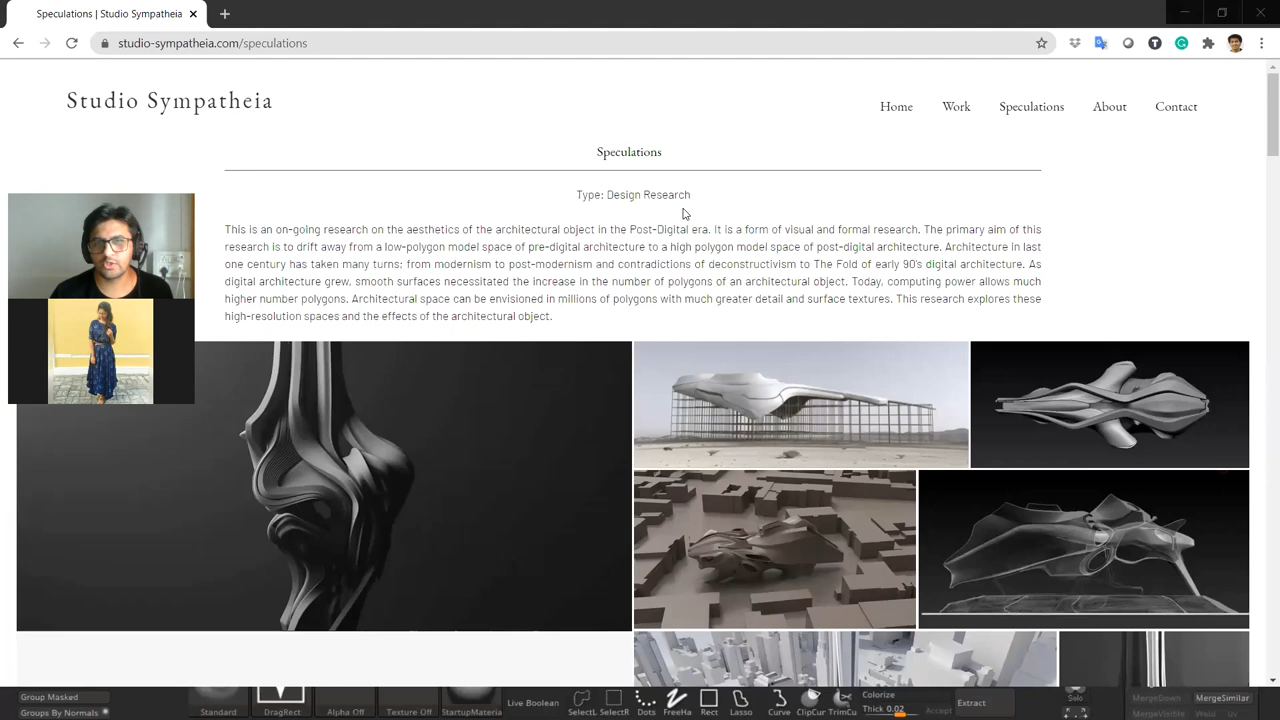 Speculations | Studio Sympatheia
studio-sympatheia.com/speculations
Studio Sympatheia
Home Work Speculations About Contact
Speculations
Type: Design Research
This is an on-going research on the aesthetics of the architectural object in the Post-Digital era. It is a form of visual and formal research. The primary aim of this
research is to drift away from a low-polygon model space of pre-digital architecture to a high polygon model space of post-digital architecture. Architecture in last
one century has taken many turns; from modernism to post-modernism and contradictions of deconstructivism to The Fold of early 90's digital architecture. As
digital architecture grew, smooth surfaces necessitated the increase in the number of polygons of an architectural object. Today, computing power allows much
higher number polygons. Architectural space can be envisioned in millions of polygons with much greater detail and surface textures. This research explores these
high-resolution spaces and the effects of the architectural object.
Group Masked
Groups By Normals
Standard DragRect Alpha Off Texture Off StartupMateria Live Boolean SelectL SelectR Dots FreeHa Rect Lasso Curve ClipCur TrimCu
Colorize
Thick 0.02 Accept Extract
Solo
MergeDown MergeSimilar
MergeVisible Weld Uv